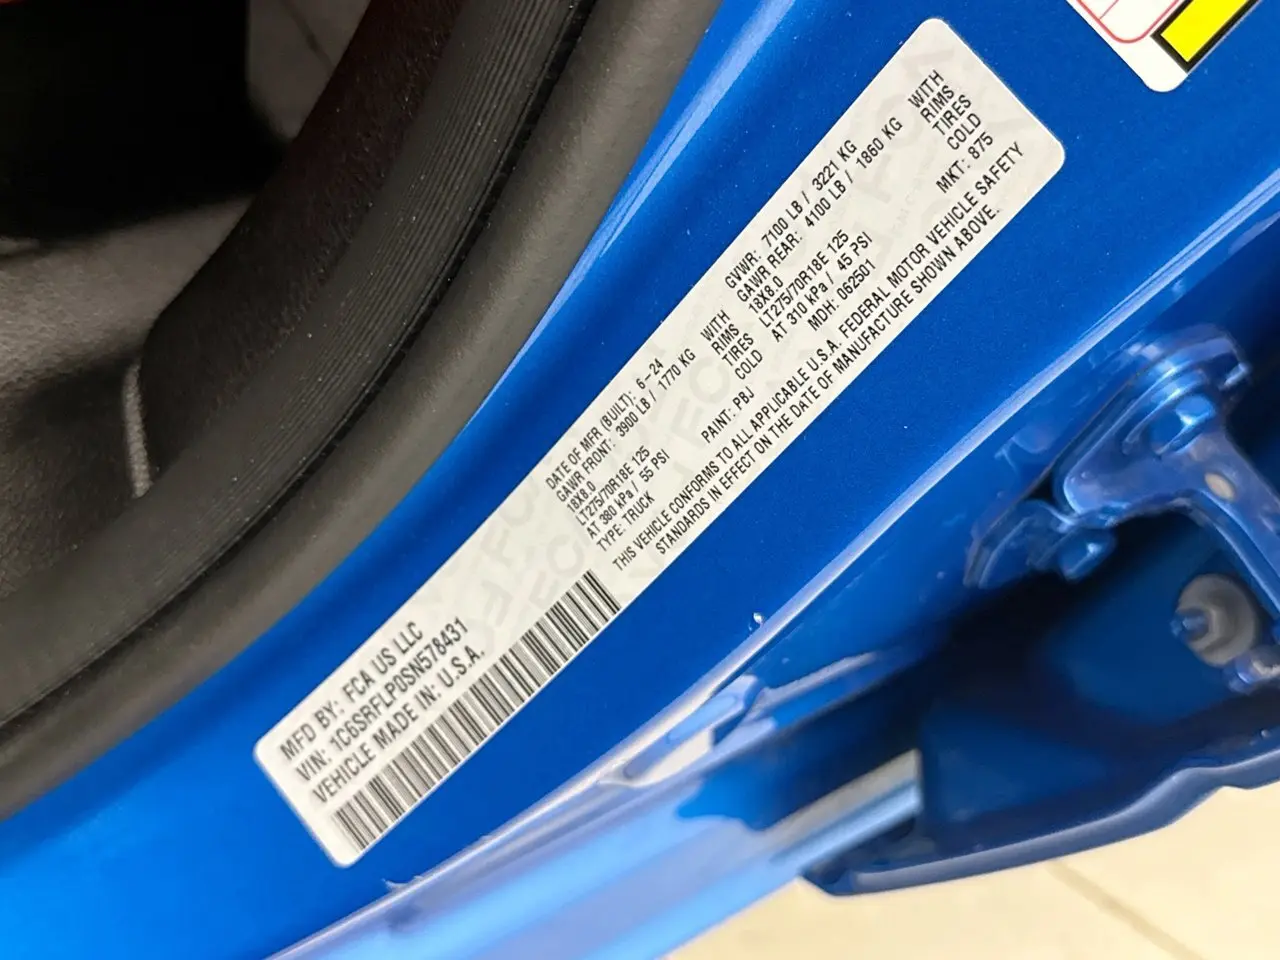 MFD BY: FCA US LLC
VIN: 1C6SRFLP0SN578431
VEHICLE MADE IN: U.S.A.
DATE OF MFR (BUILT): 6-24
GAWR FRONT: 3900 LB / 1770 KG WITH
18X8.0 RIMS
LT275/70R18E 125 TIRES
AT 380 kPa / 55 PSI COLD
TYPE: TRUCK
PAINT: PBJ
GVWR: 7100 LB / 3221 KG
GAWR REAR: 4100 LB / 1860 KG WITH
18X8.0 RIMS
LT275/70R18E 125 TIRES
AT 310 kPa / 45 PSI COLD
MDH: 062501
MKT: 875
THIS VEHICLE CONFORMS TO ALL APPLICABLE U.S.A. FEDERAL MOTOR VEHICLE SAFETY
STANDARDS IN EFFECT ON THE DATE OF MANUFACTURE SHOWN ABOVE.